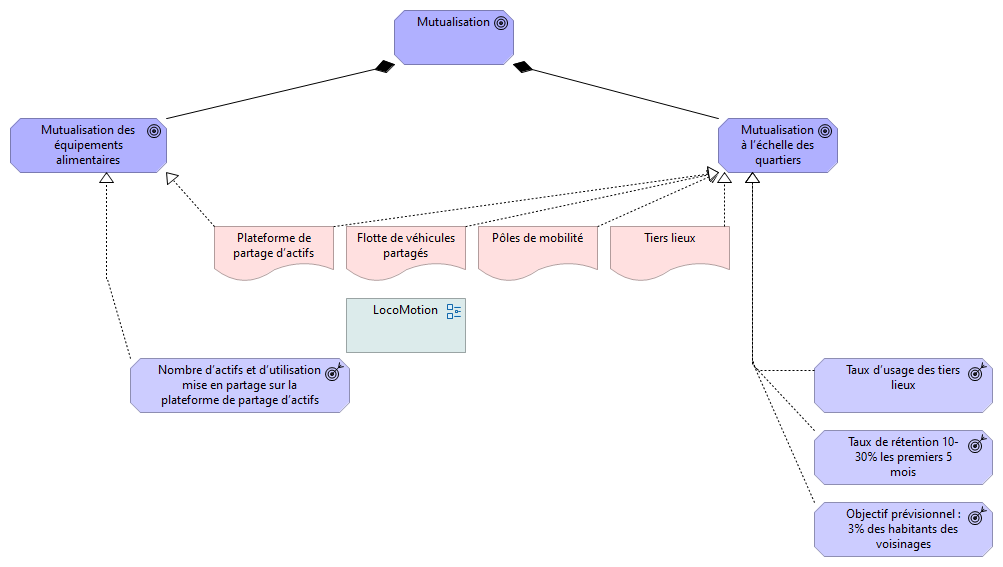 Mutualisation
Mutualisation des
équipements
alimentaires
Mutualisation
à l’échelle des
quartiers
Plateforme de
partage d’actifs
Flotte de véhicules
partagés
Pôles de mobilité
Tiers lieux
LocoMotion
Nombre d’actifs et d’utilisation
mise en partage sur la
plateforme de partage d’actifs
Taux d’usage des tiers
lieux
Taux de rétention 10-
30% les premiers 5
mois
Objectif prévisionnel :
3% des habitants des
voisinages